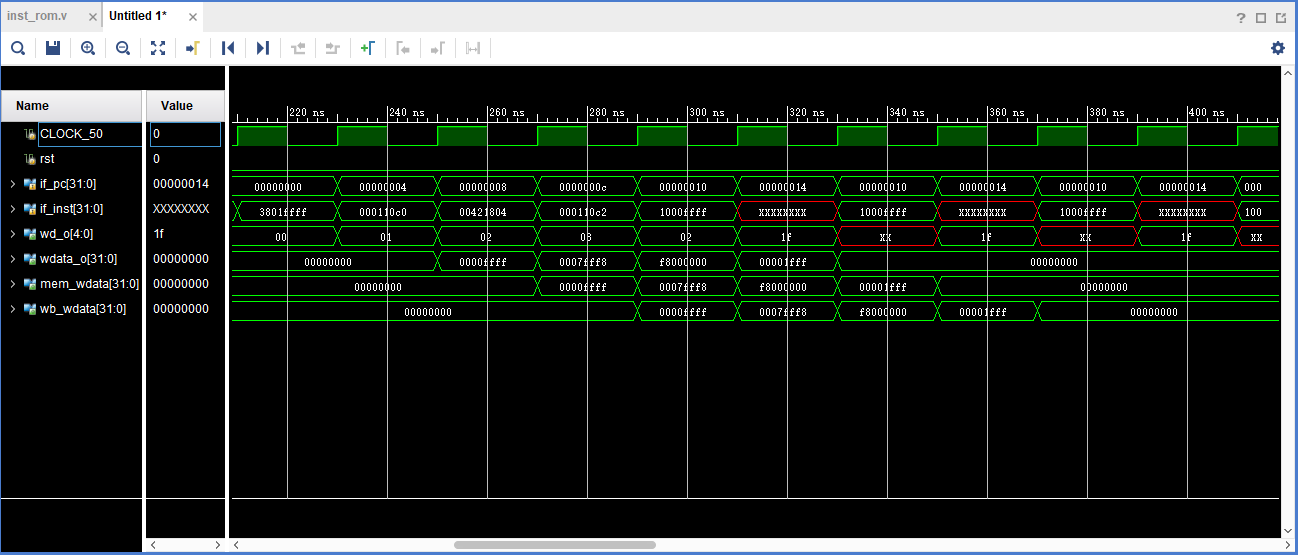 inst_rom.v × Untitled 1* ×
?
Name Value
220 ns 240 ns 260 ns 280 ns 300 ns 320 ns 340 ns 360 ns 380 ns 400 ns
CLOCK_50 0
rst 0
if_pc[31:0] 00000014 00000000 00000004 00000008 0000000c 00000010 00000014 00000010 00000014 00000010 00000014 000
if_inst[31:0] XXXXXXXX 3801ffff 000110c0 00421804 000110c2 1000ffff XXXXXXXX 1000ffff XXXXXXXX 1000ffff XXXXXXXX 100
wd_o[4:0] 1f 00 01 02 03 02 1f XX 1f XX 1f XX
wdata_o[31:0] 00000000 00000000 0000ffff 0007fff8 f8000000 00001fff 00000000
mem_wdata[31:0] 00000000 00000000 0000ffff 0007fff8 f8000000 00001fff 00000000
wb_wdata[31:0] 00000000 00000000 0000ffff 0007fff8 f8000000 00001fff 00000000